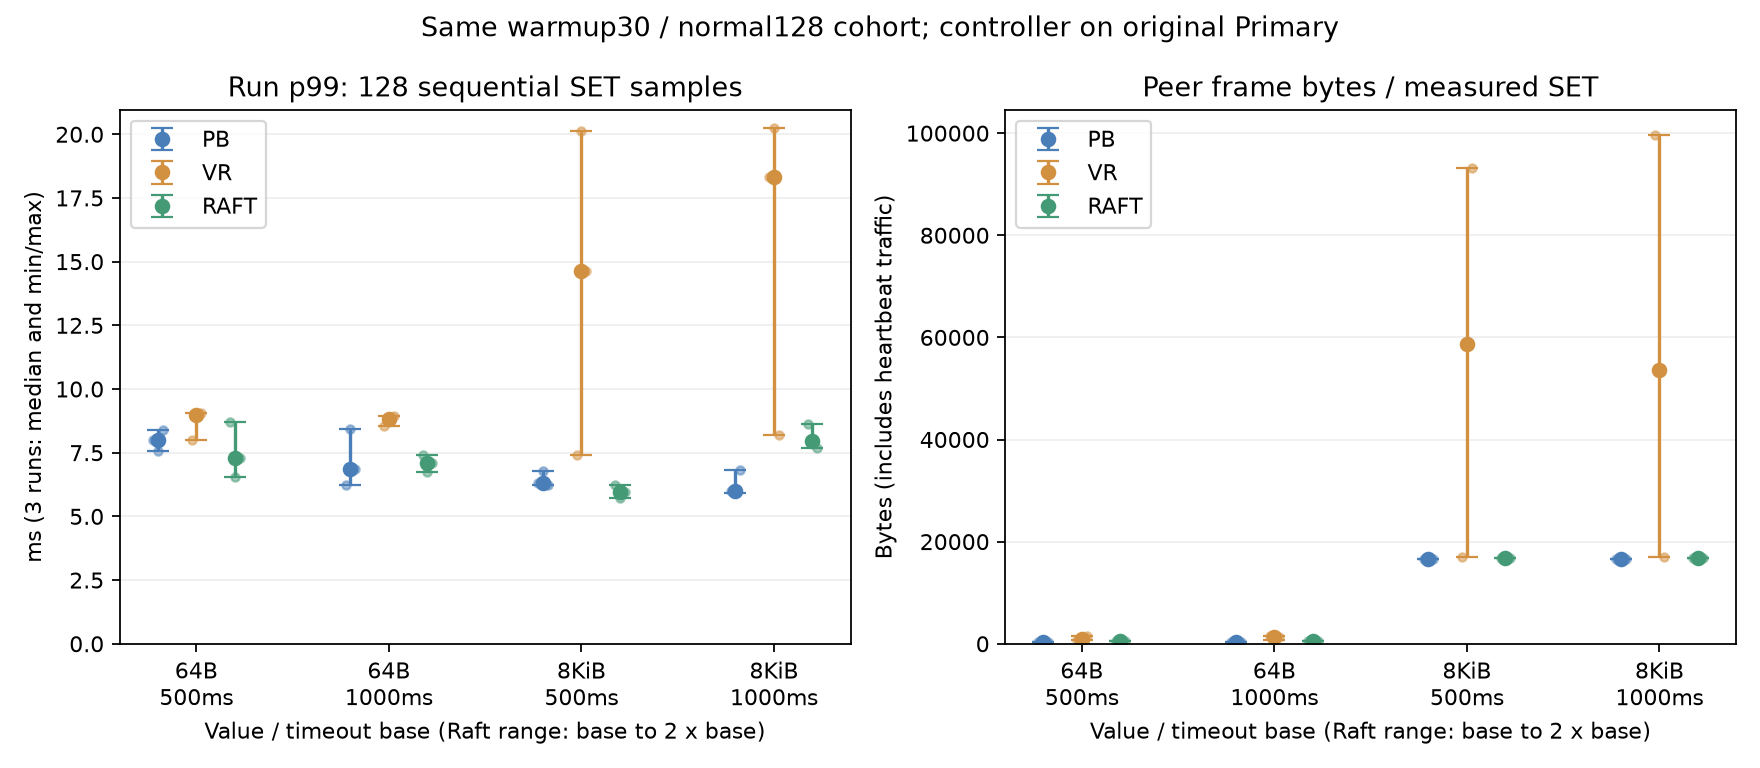 Same warmup30 / normal128 cohort; controller on original Primary
Run p99: 128 sequential SET samples
ms (3 runs: median and min/max)
20.0
17.5
15.0
12.5
10.0
7.5
5.0
2.5
0.0
PB
VR
RAFT
64B
500ms
64B
1000ms
8KiB
500ms
8KiB
1000ms
Value / timeout base (Raft range: base to 2 x base)
Peer frame bytes / measured SET
Bytes (includes heartbeat traffic)
100000
80000
60000
40000
20000
0
PB
VR
RAFT
64B
500ms
64B
1000ms
8KiB
500ms
8KiB
1000ms
Value / timeout base (Raft range: base to 2 x base)